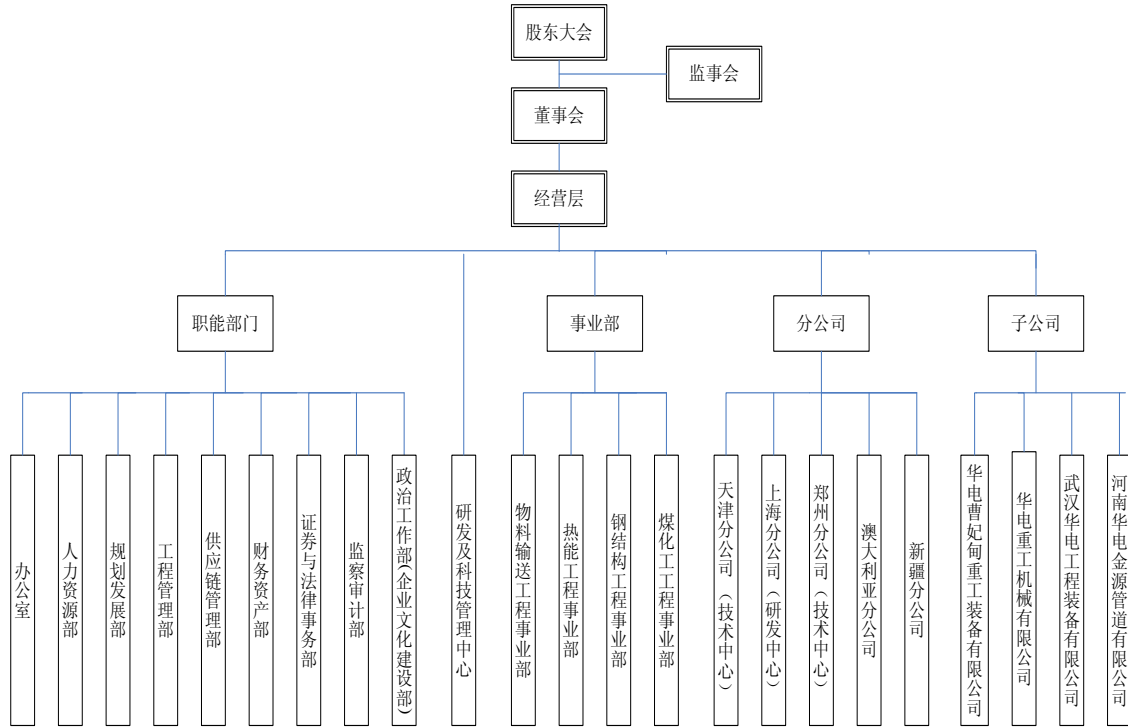 股东大会
监事会
董事会
经营层
职能部门
事业部
分公司
子公司
办公室
人力资源部
规划发展部
工程管理部
供应链管理部
财务资产部
证券与法律事务部
监察审计部
政治工作部(企业文化建设部)
研发及科技管理中心
物料输送工程事业部
热能工程事业部
钢结构工程事业部
煤化工工程事业部
天津分公司（技术中心）
上海分公司（研发中心）
郑州分公司（技术中心）
澳大利亚分公司
新疆分公司
华电曹妃甸重工装备有限公司
华电重工机械有限公司
武汉华电工程装备有限公司
河南华电金源管道有限公司